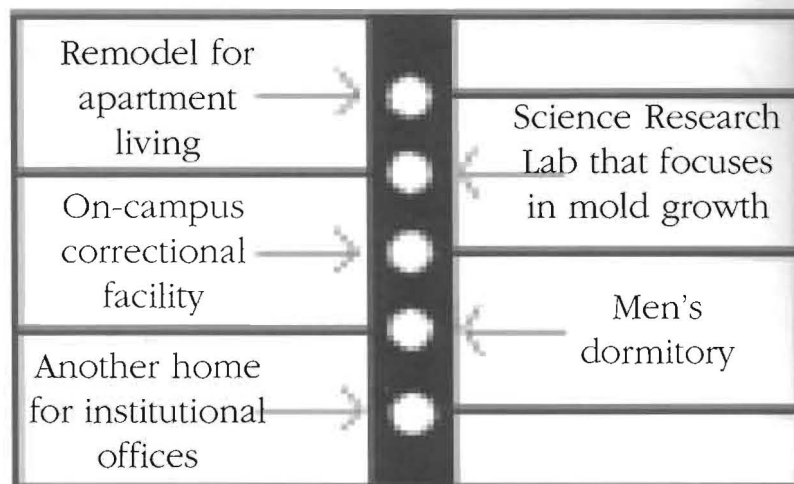 Remodel for
apartment
living
Science Research
Lab that focuses
in mold growth
On-campus
correctional
facility
Men's
dormitory
Another home
for institutional
offices